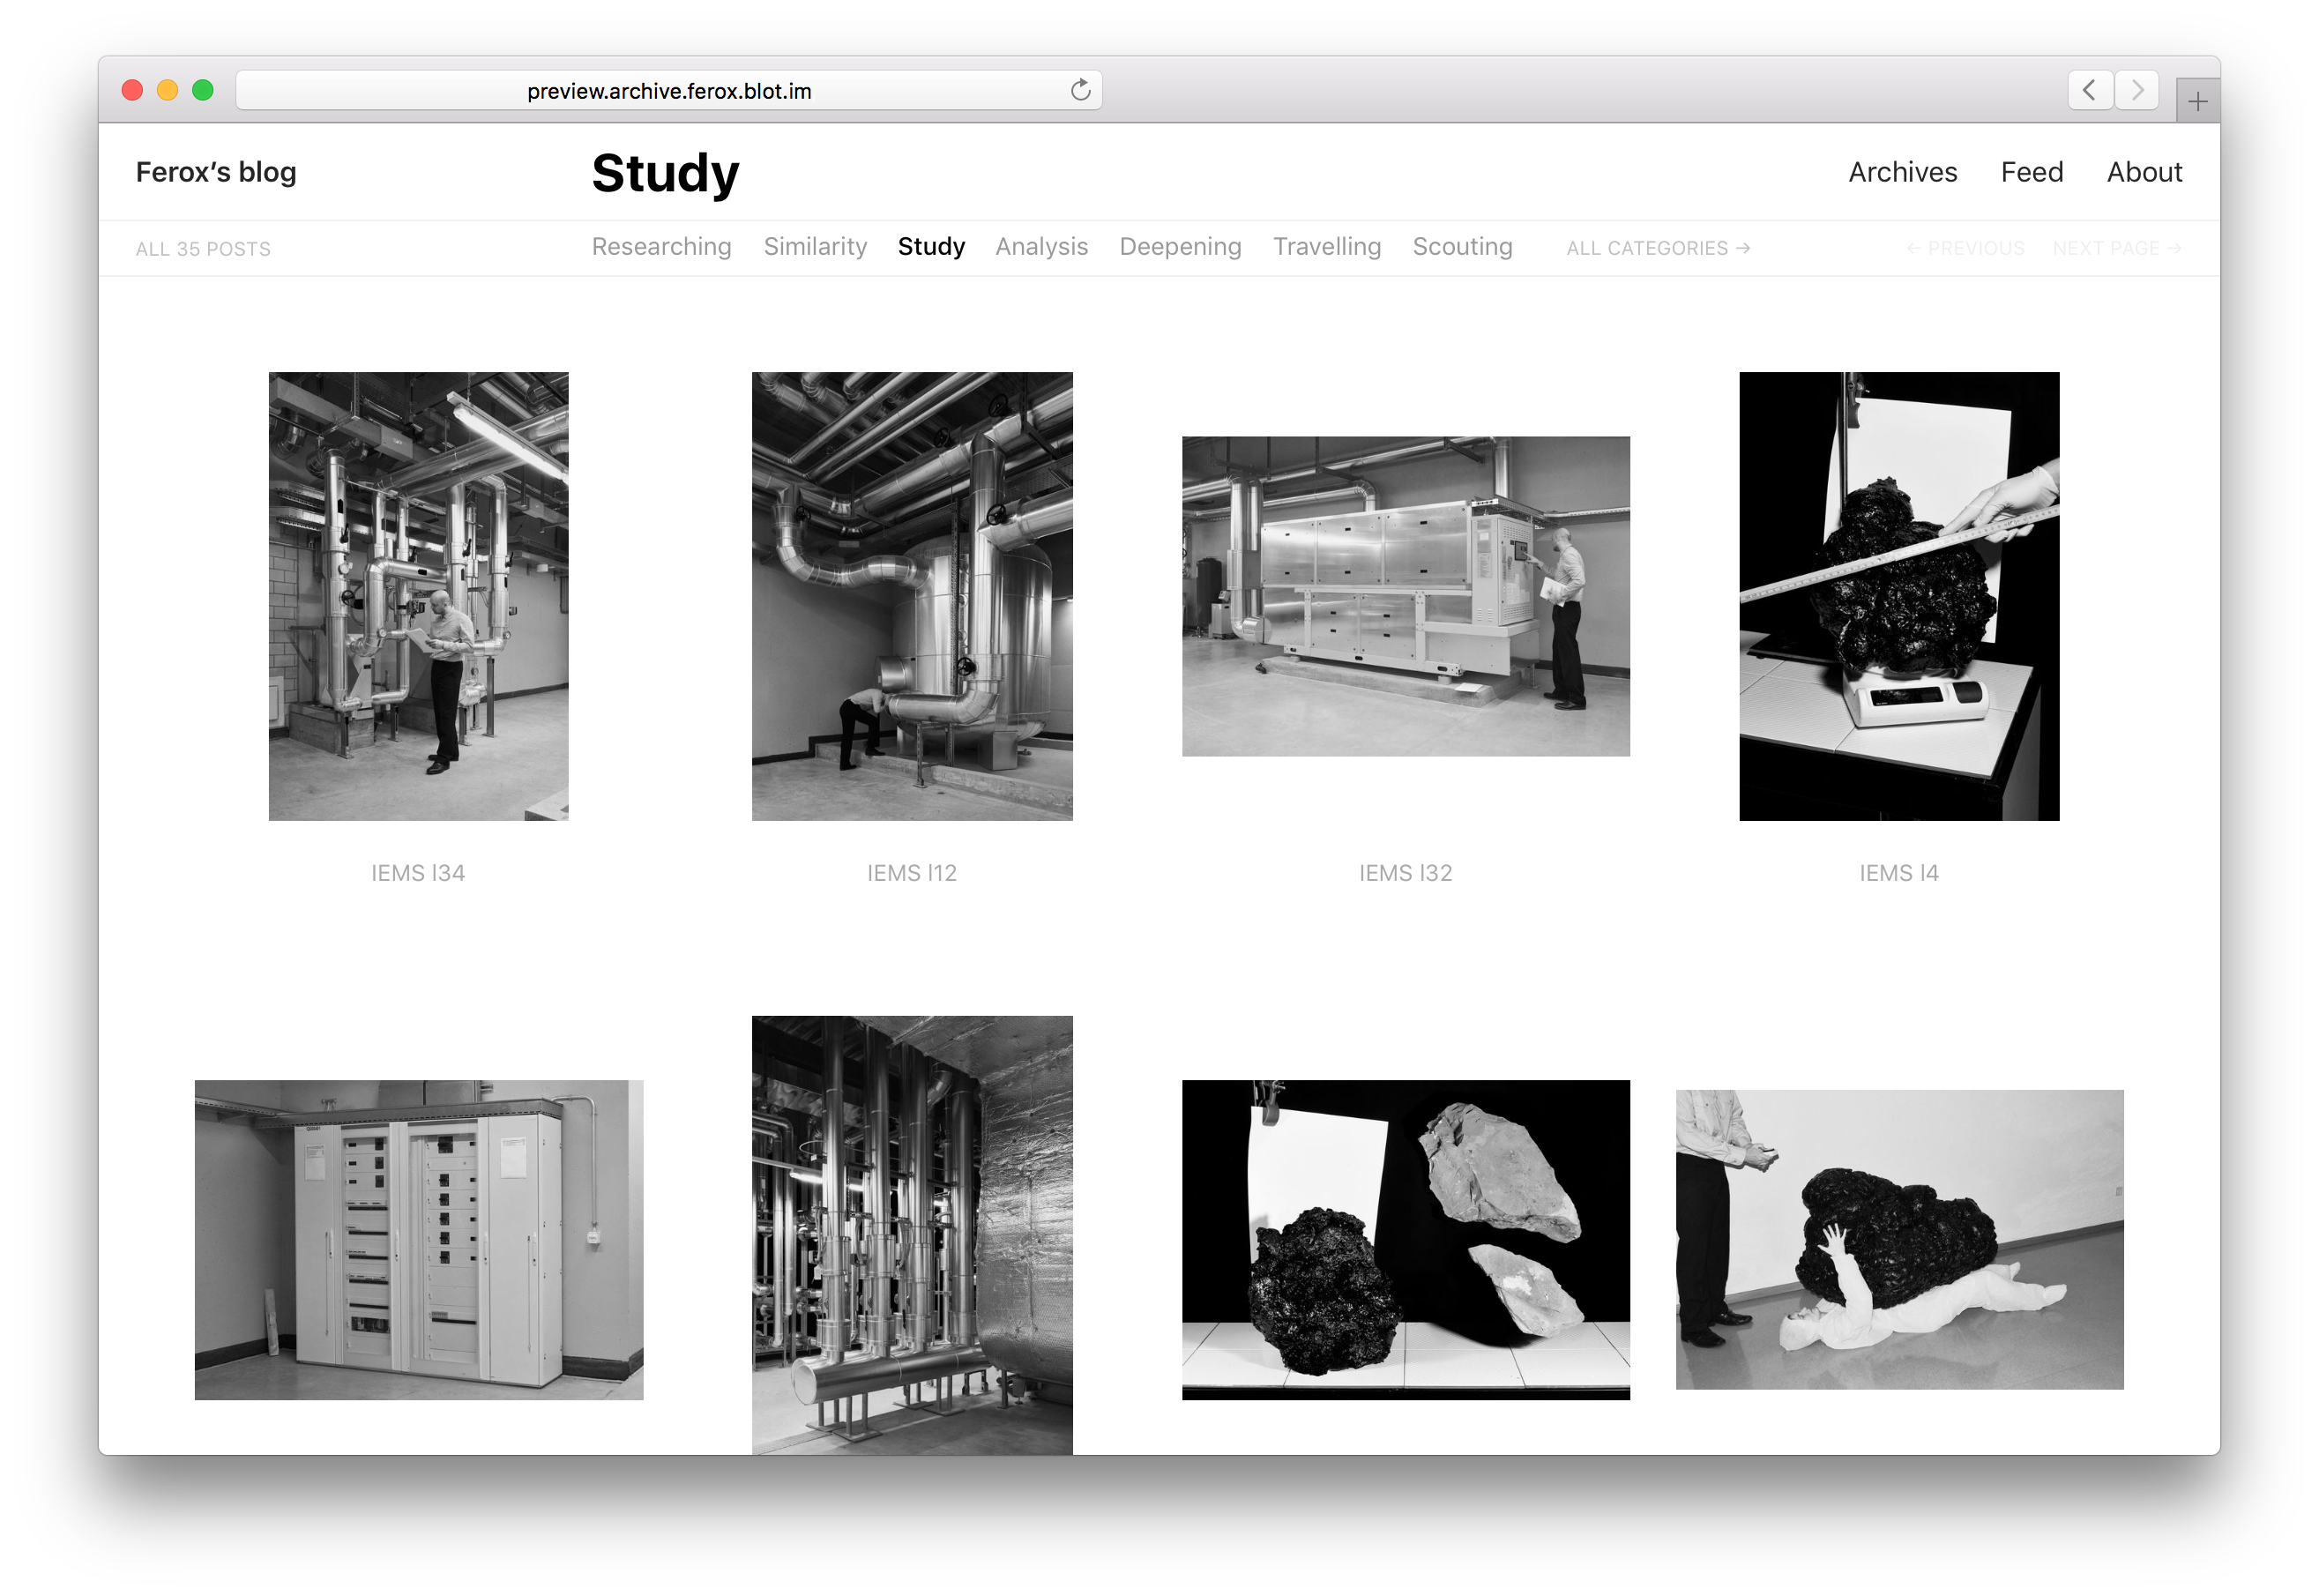 preview.archive.ferox.blot.im
Ferox’s blog
Study
Archives Feed About
ALL 35 POSTS
Researching Similarity Study Analysis Deepening Travelling Scouting ALL CATEGORIES → ← PREVIOUS NEXT PAGE →
IEMS I34 IEMS I12 IEMS I32 IEMS I4